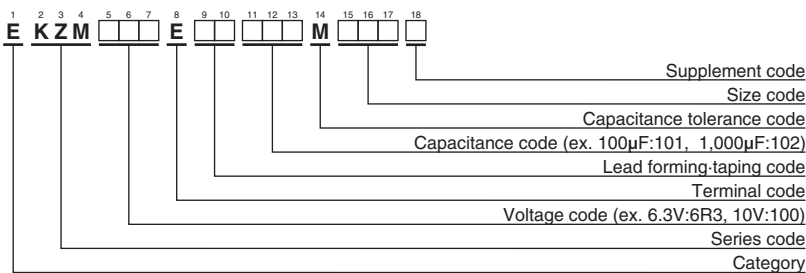 1 2 3 4 5 6 7 8 9 10 11 12 13 14 15 16 17 18
E KZM □□□ E □□ □□□ M □□□ □
Supplement code
Size code
Capacitance tolerance code
Capacitance code (ex. 100μF:101, 1,000μF:102)
Lead forming·taping code
Terminal code
Voltage code (ex. 6.3V:6R3, 10V:100)
Series code
Category